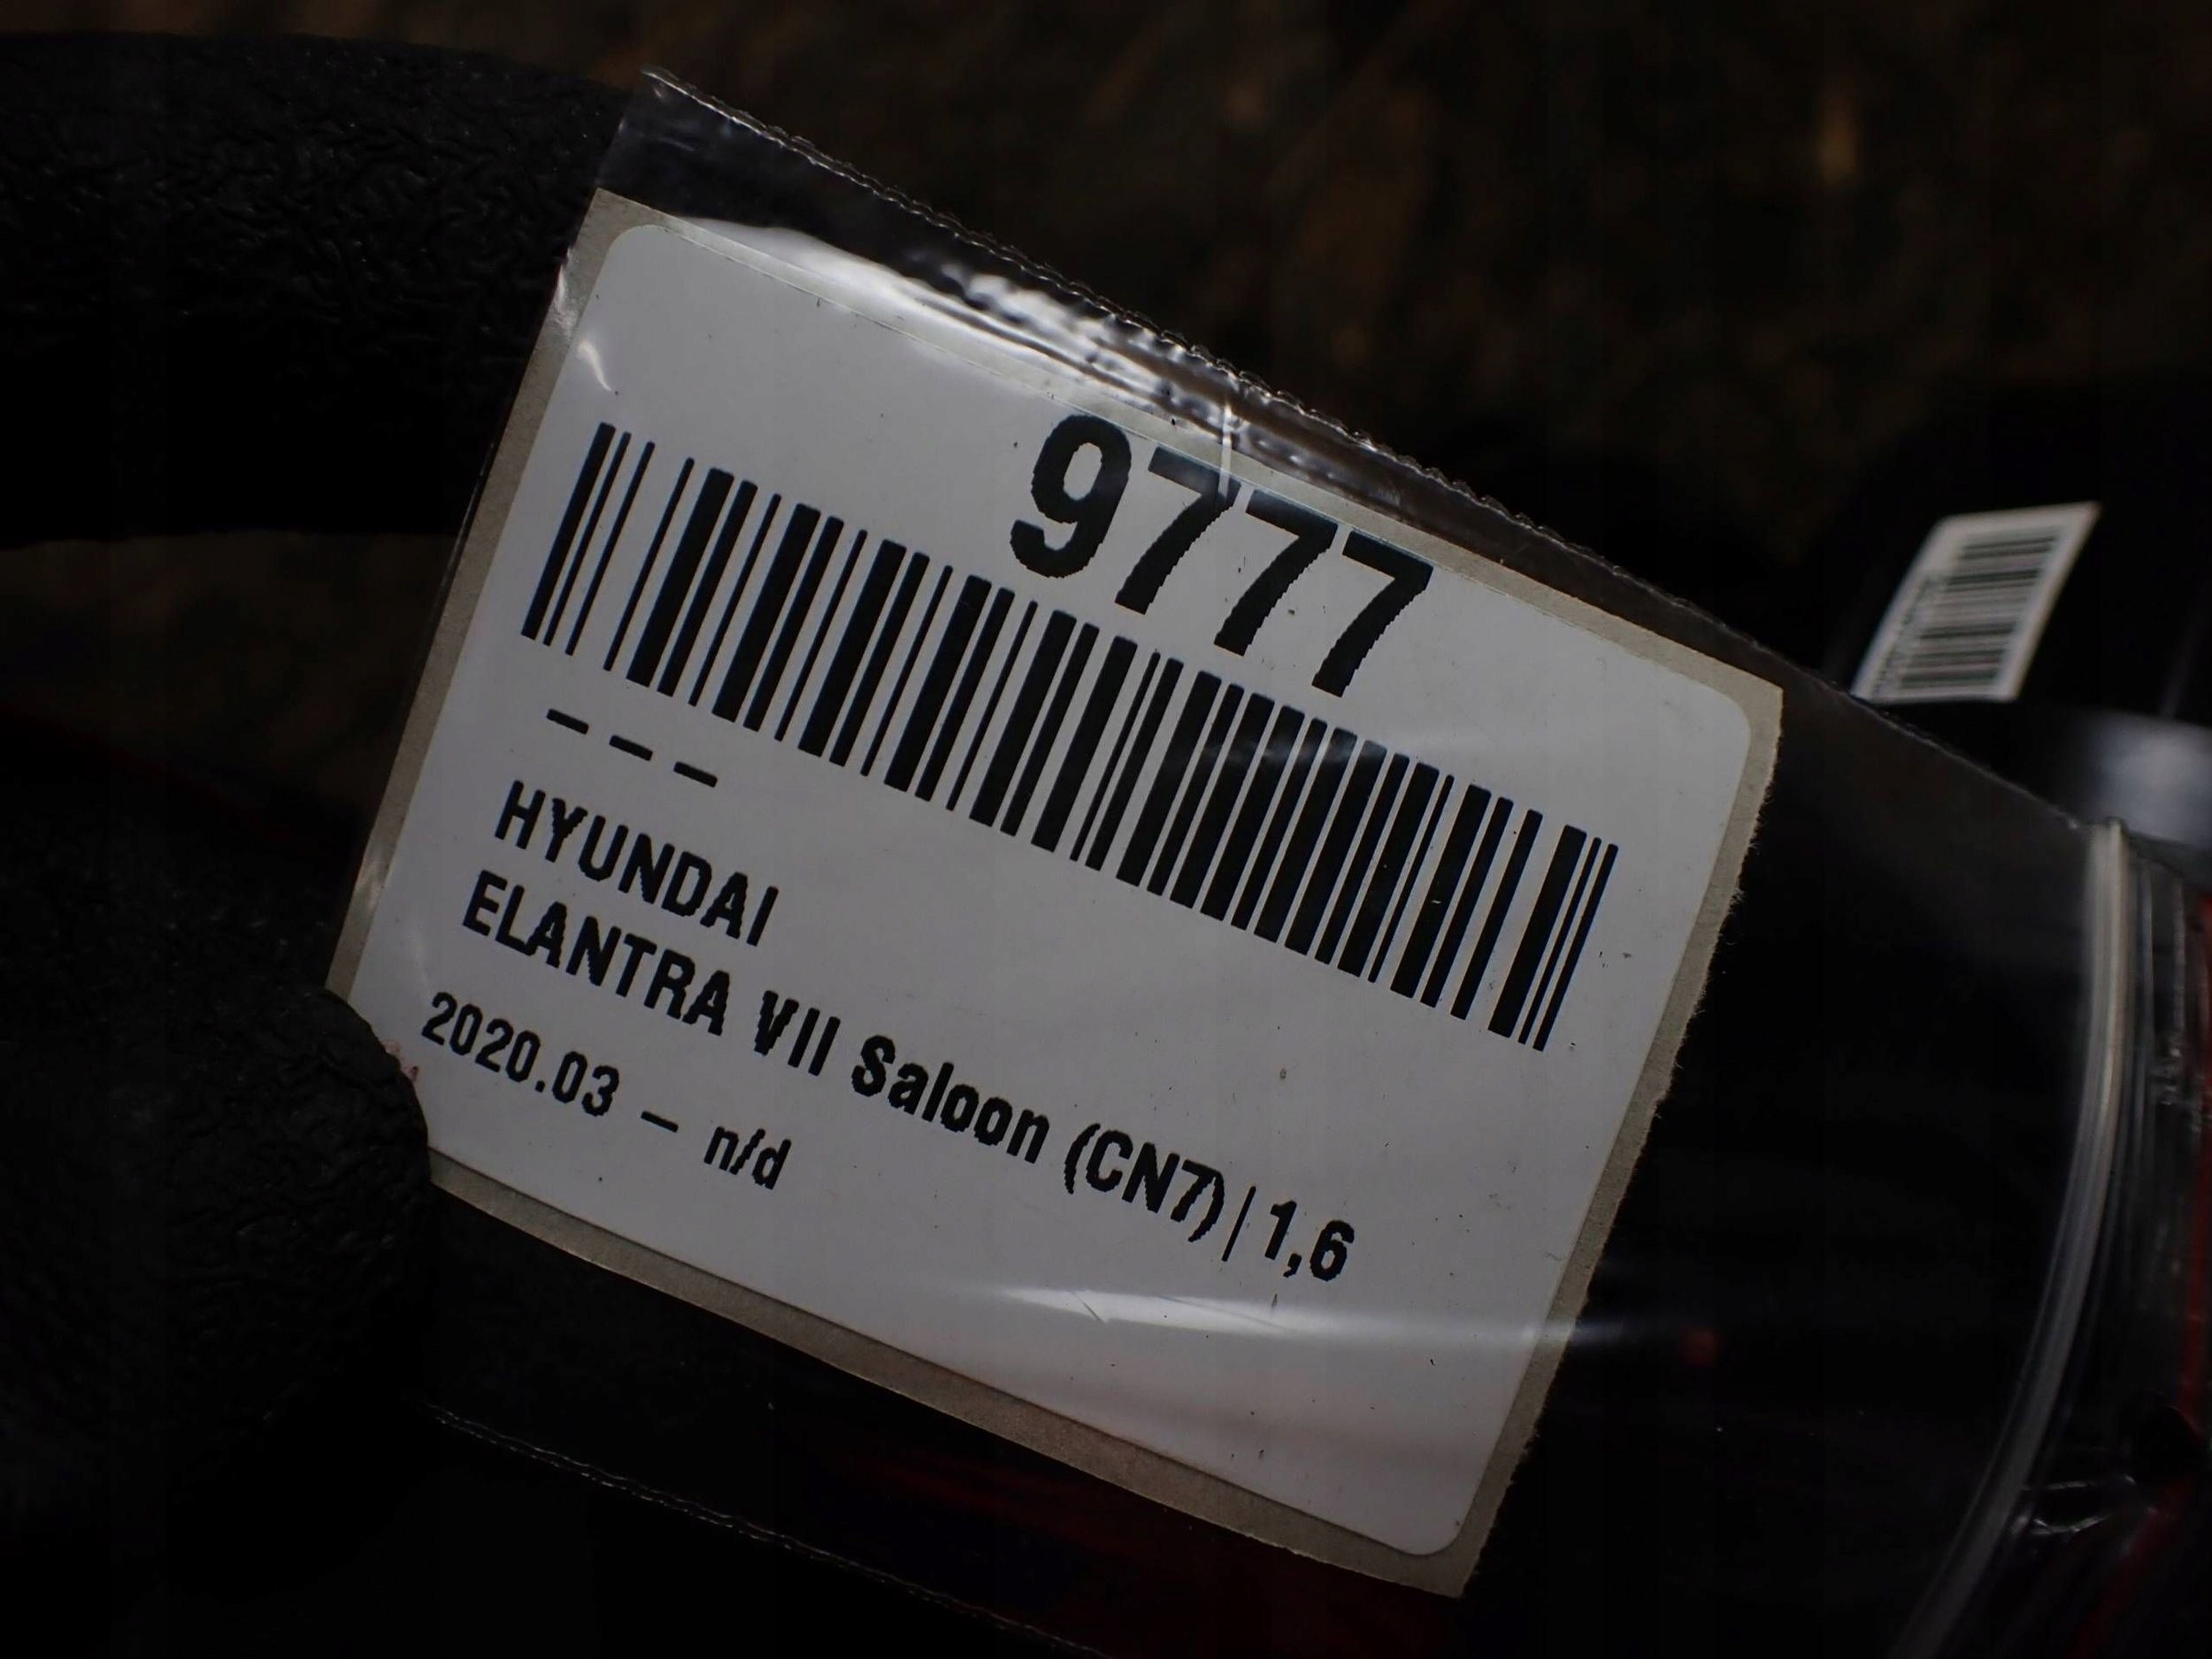 9777
– – –
HYUNDAI
ELANTRA VII Saloon (CN7)|1,6
2020.03 – n/d